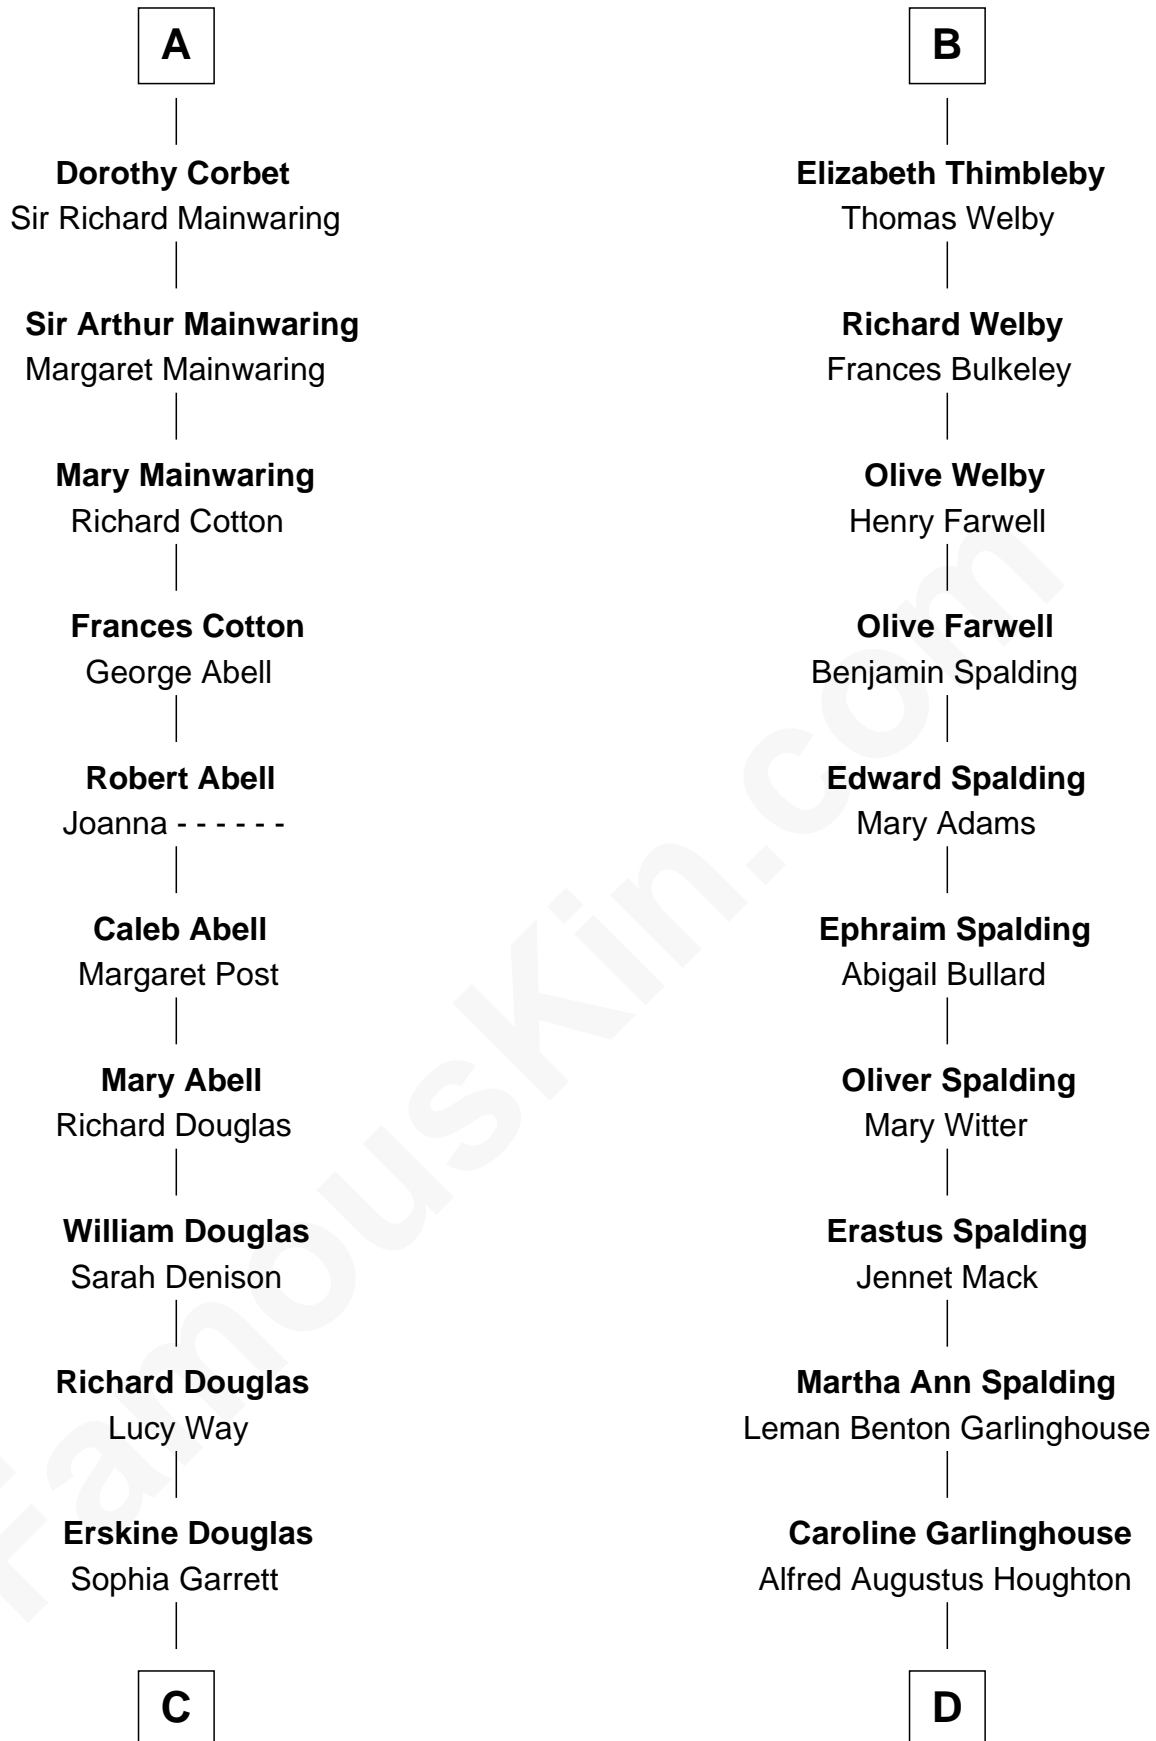 A
Dorothy Corbet
Sir Richard Mainwaring
Sir Arthur Mainwaring
Margaret Mainwaring
Mary Mainwaring
Richard Cotton
Frances Cotton
George Abell
Robert Abell
Joanna - - - - - -
Caleb Abell
Margaret Post
Mary Abell
Richard Douglas
William Douglas
Sarah Denison
Richard Douglas
Lucy Way
Erskine Douglas
Sophia Garrett
C
B
Elizabeth Thimbleby
Thomas Welby
Richard Welby
Frances Bulkeley
Olive Welby
Henry Farwell
Olive Farwell
Benjamin Spalding
Edward Spalding
Mary Adams
Ephraim Spalding
Abigail Bullard
Oliver Spalding
Mary Witter
Erastus Spalding
Jennet Mack
Martha Ann Spalding
Leman Benton Garlinghouse
Caroline Garlinghouse
Alfred Augustus Houghton
D
FamousKin.com